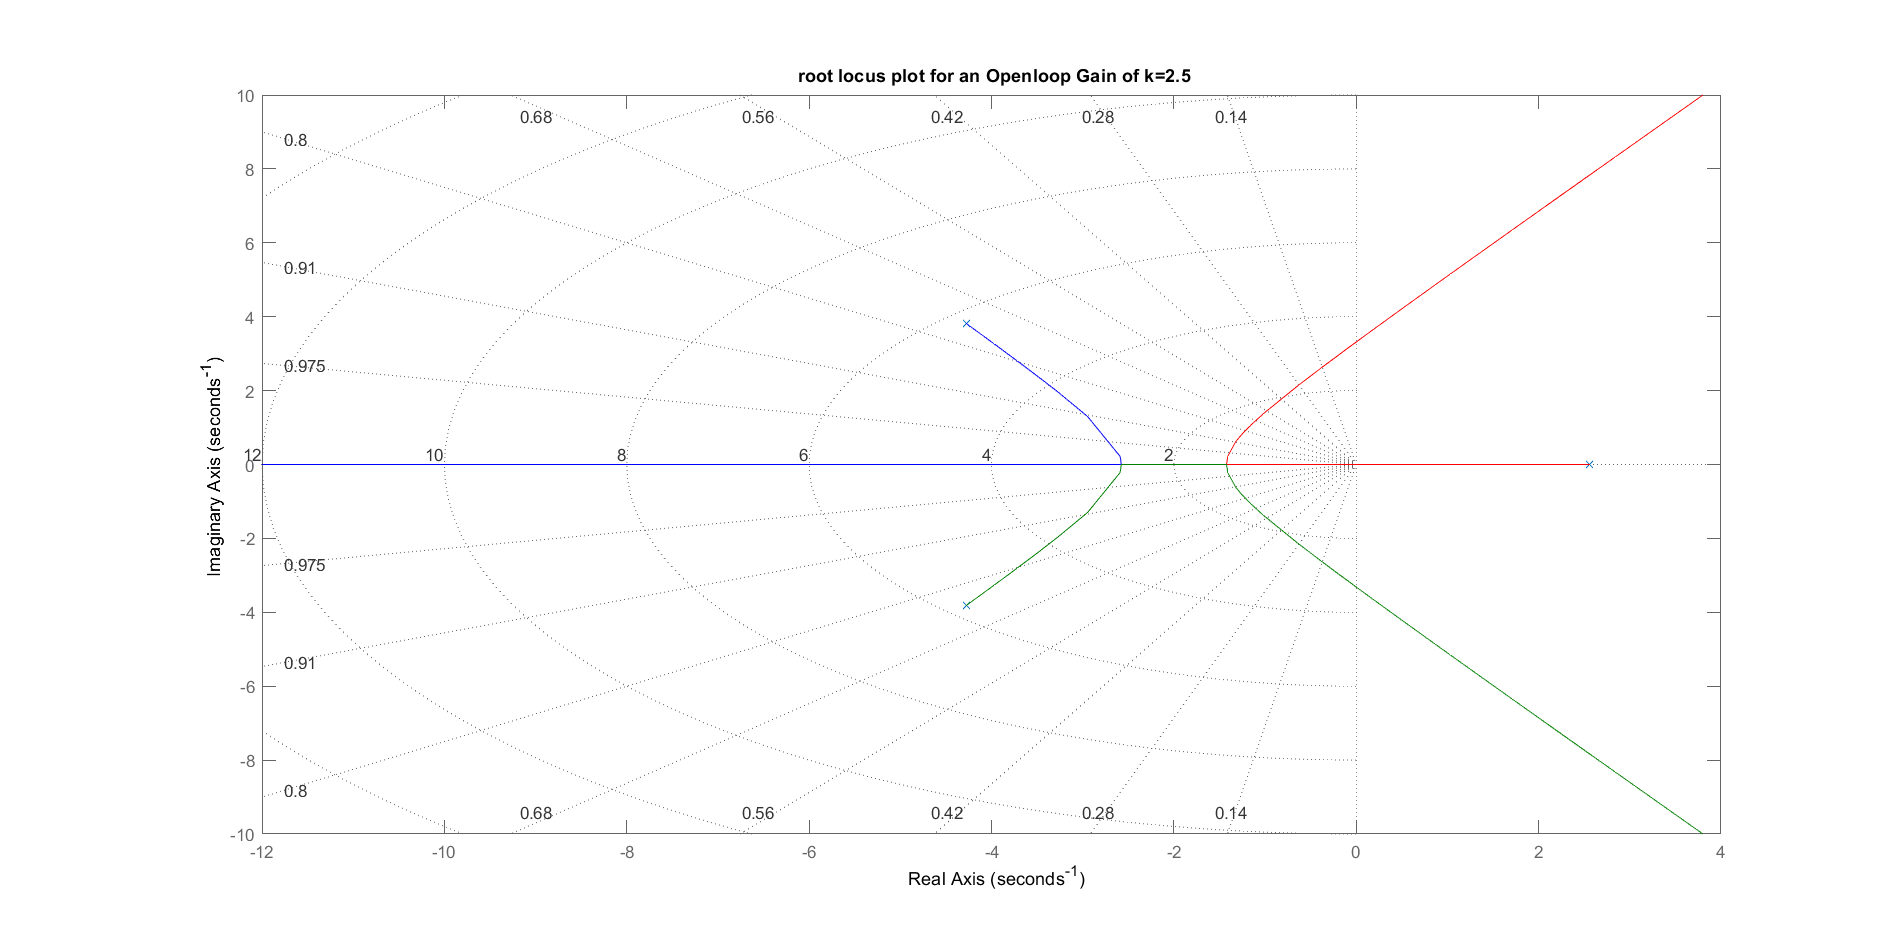 root locus plot for an Openloop Gain of k=2.5
10
8
6
4
2
0
-2
-4
-6
-8
-10
Imaginary Axis (seconds-1)
0.68 0.56 0.42 0.28 0.14
0.8
0.91
0.975
12 10 8 6 4 2
0.975
0.91
0.8
0.68 0.56 0.42 0.28 0.14
-12 -10 -8 -6 -4 -2 0 2 4
Real Axis (seconds-1)